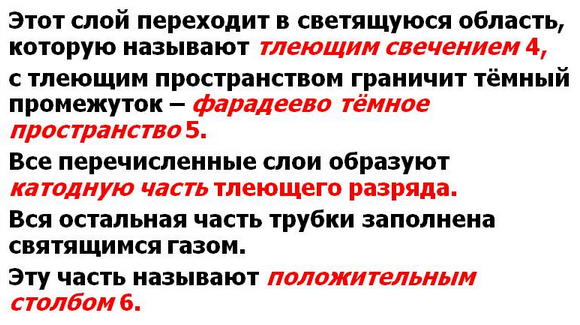 Этот слой переходит в светящуюся область,
которую называют тлеющим свечением 4,
с тлеющим пространством граничит тёмный
промежуток – фарадеево тёмное
пространство 5.
Все перечисленные слои образуют
катодную часть тлеющего разряда.
Вся остальная часть трубки заполнена
святящимся газом.
Эту часть называют положительным
столбом 6.